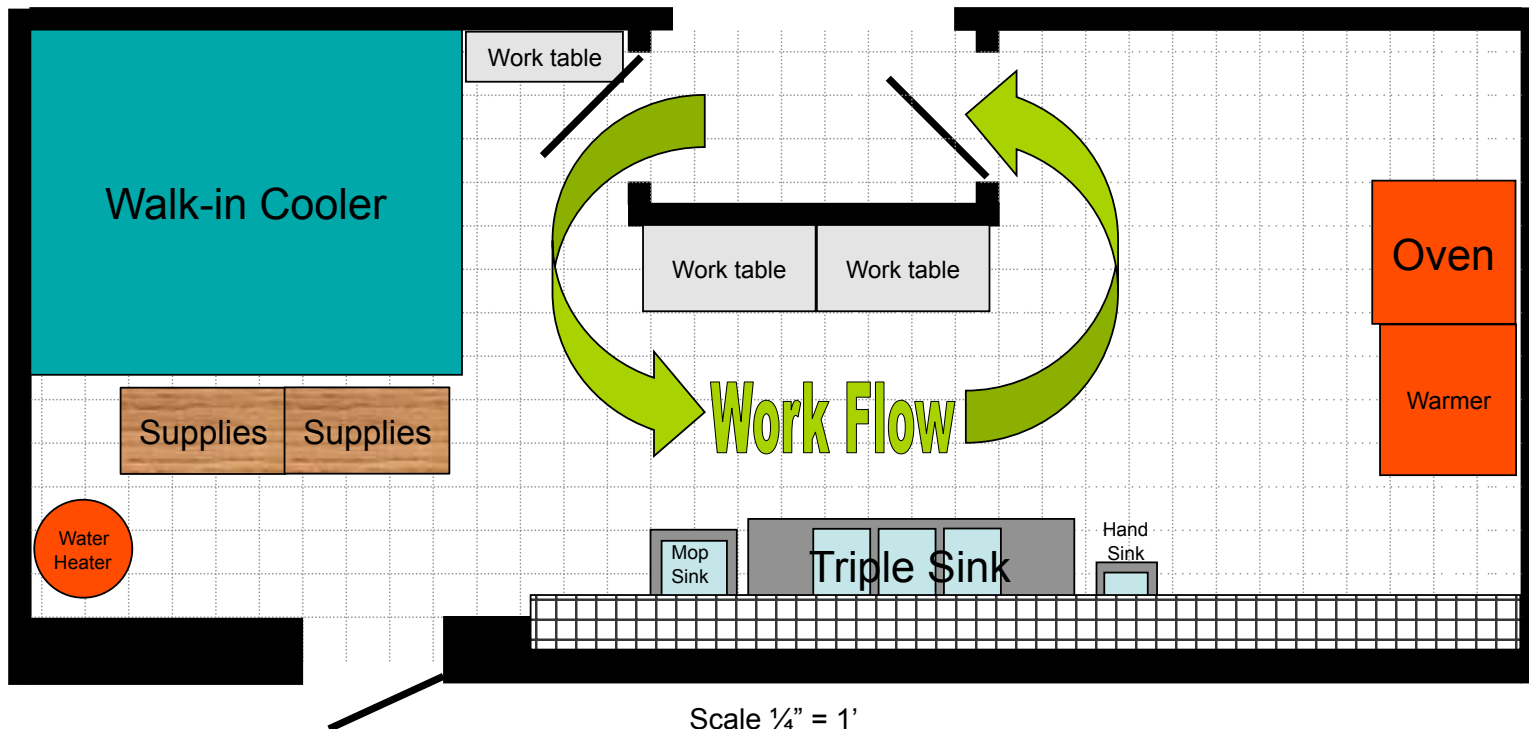 Work table
Walk-in Cooler
Work table
Work table
Oven
Work Flow
Warmer
Supplies
Supplies
Water
Heater
Mop
Sink
Triple Sink
Hand
Sink
Scale ¼” = 1’